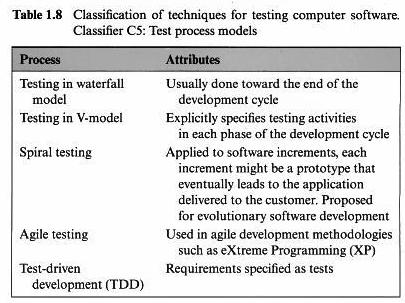 Table 1.8 Classification of techniques for testing computer software.
Classifier C5: Test process models
Process Attributes
Testing in waterfall Usually done toward the end of the
model development cycle
Testing in V-model Explicitly specifies testing activities
in each phase of the development cycle
Spiral testing Applied to software increments, each
increment might be a prototype that
eventually leads to the application
delivered to the customer. Proposed
for evolutionary software development
Agile testing Used in agile development methodologies
such as eXtreme Programming (XP)
Test-driven Requirements specified as tests
development (TDD)